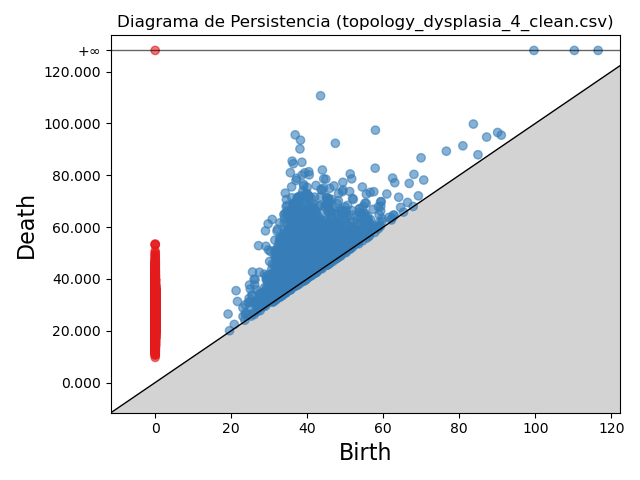 Diagrama de Persistencia (topology_dysplasia_4_clean.csv)
+∞
120.000
100.000
80.000
60.000
40.000
20.000
0.000
Death
0 20 40 60 80 100 120
Birth